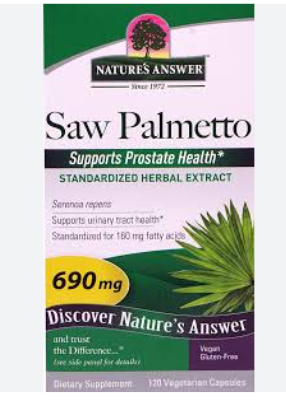 NATURE'S ANSWER
Since 1972
Saw Palmetto
Supports Prostate Health*
STANDARDIZED HERBAL EXTRACT
Serenoa repens
Supports urinary tract health*
Standardized for 160 mg fatty acids
690 mg
Discover Nature's Answer
and trust
the Difference...*
(see side panel for details)
Vegan
Gluten-Free
Dietary Supplement
120 Vegetarian Capsules